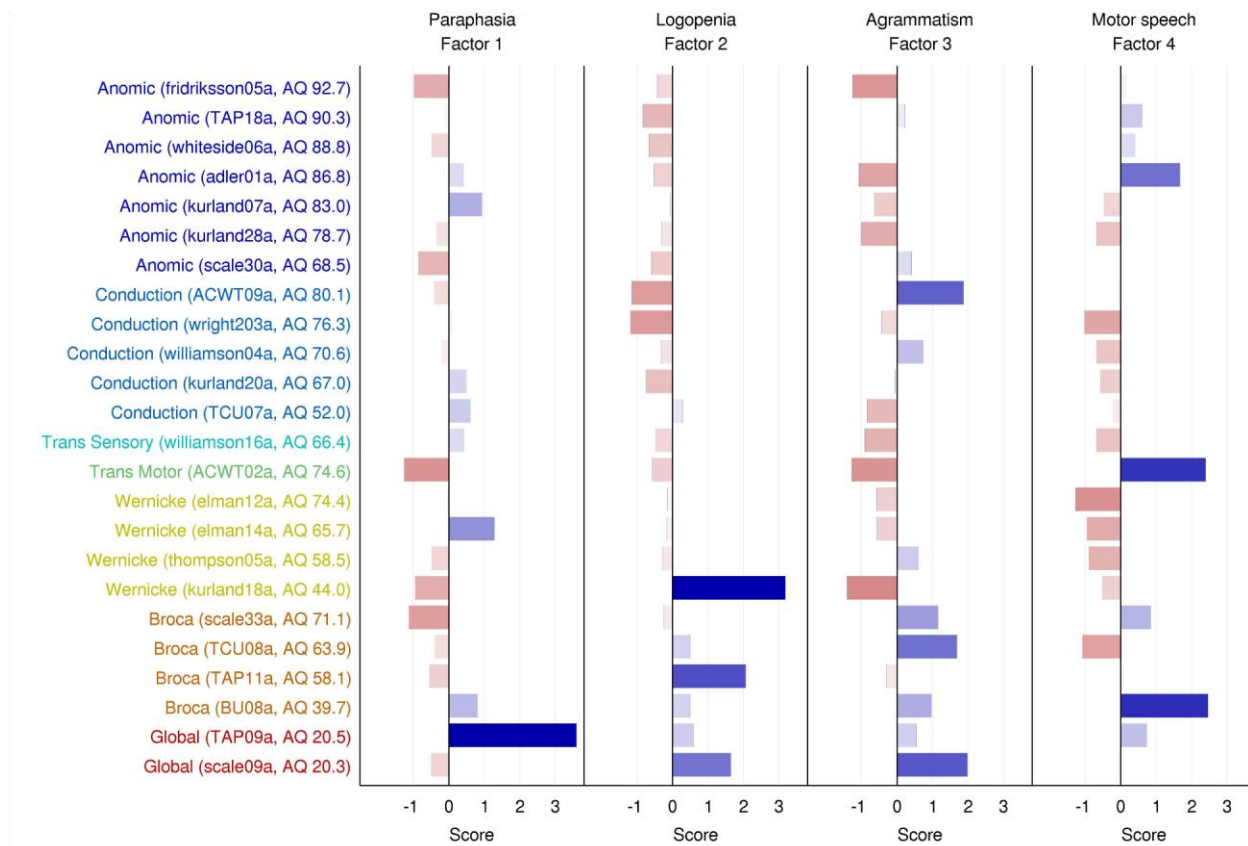 Paraphasia Logopenia Agrammatism Motor speech
Factor 1 Factor 2 Factor 3 Factor 4
Anomic (fridriksson05a, AQ 92.7)
Anomic (TAP18a, AQ 90.3)
Anomic (whiteside06a, AQ 88.8)
Anomic (adler01a, AQ 86.8)
Anomic (kurland07a, AQ 83.0)
Anomic (kurland28a, AQ 78.7)
Anomic (scale30a, AQ 68.5)
Conduction (ACWT09a, AQ 80.1)
Conduction (wright203a, AQ 76.3)
Conduction (williamson04a, AQ 70.6)
Conduction (kurland20a, AQ 67.0)
Conduction (TCU07a, AQ 52.0)
Trans Sensory (williamson16a, AQ 66.4)
Trans Motor (ACWT02a, AQ 74.6)
Wernicke (elman12a, AQ 74.4)
Wernicke (elman14a, AQ 65.7)
Wernicke (thompson05a, AQ 58.5)
Wernicke (kurland18a, AQ 44.0)
Broca (scale33a, AQ 71.1)
Broca (TCU08a, AQ 63.9)
Broca (TAP11a, AQ 58.1)
Broca (BU08a, AQ 39.7)
Global (TAP09a, AQ 20.5)
Global (scale09a, AQ 20.3)
-1 0 1 2 3 -1 0 1 2 3 -1 0 1 2 3 -1 0 1 2 3
Score Score Score Score